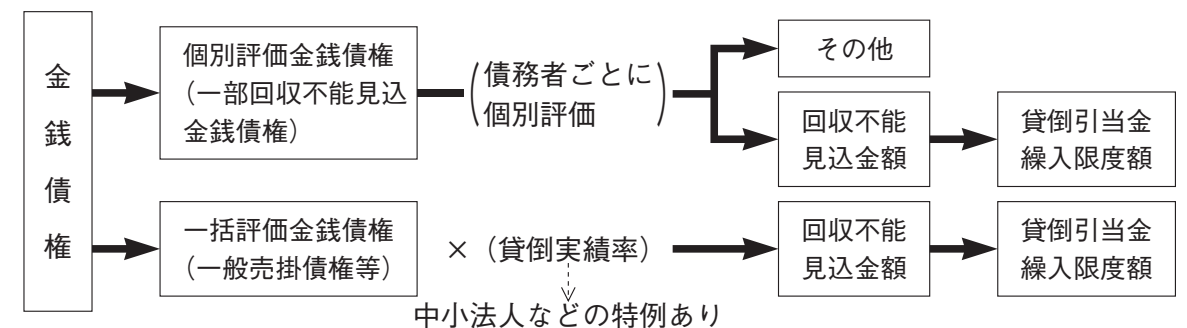 金銭債権
個別評価金銭債権
（一部回収不能見込
金銭債権）
（債務者ごとに
個別評価）
その他
回収不能
見込金額
貸倒引当金
繰入限度額
一括評価金銭債権
（一般売掛債権等）
×（貸倒実績率）
中小法人などの特例あり
回収不能
見込金額
貸倒引当金
繰入限度額